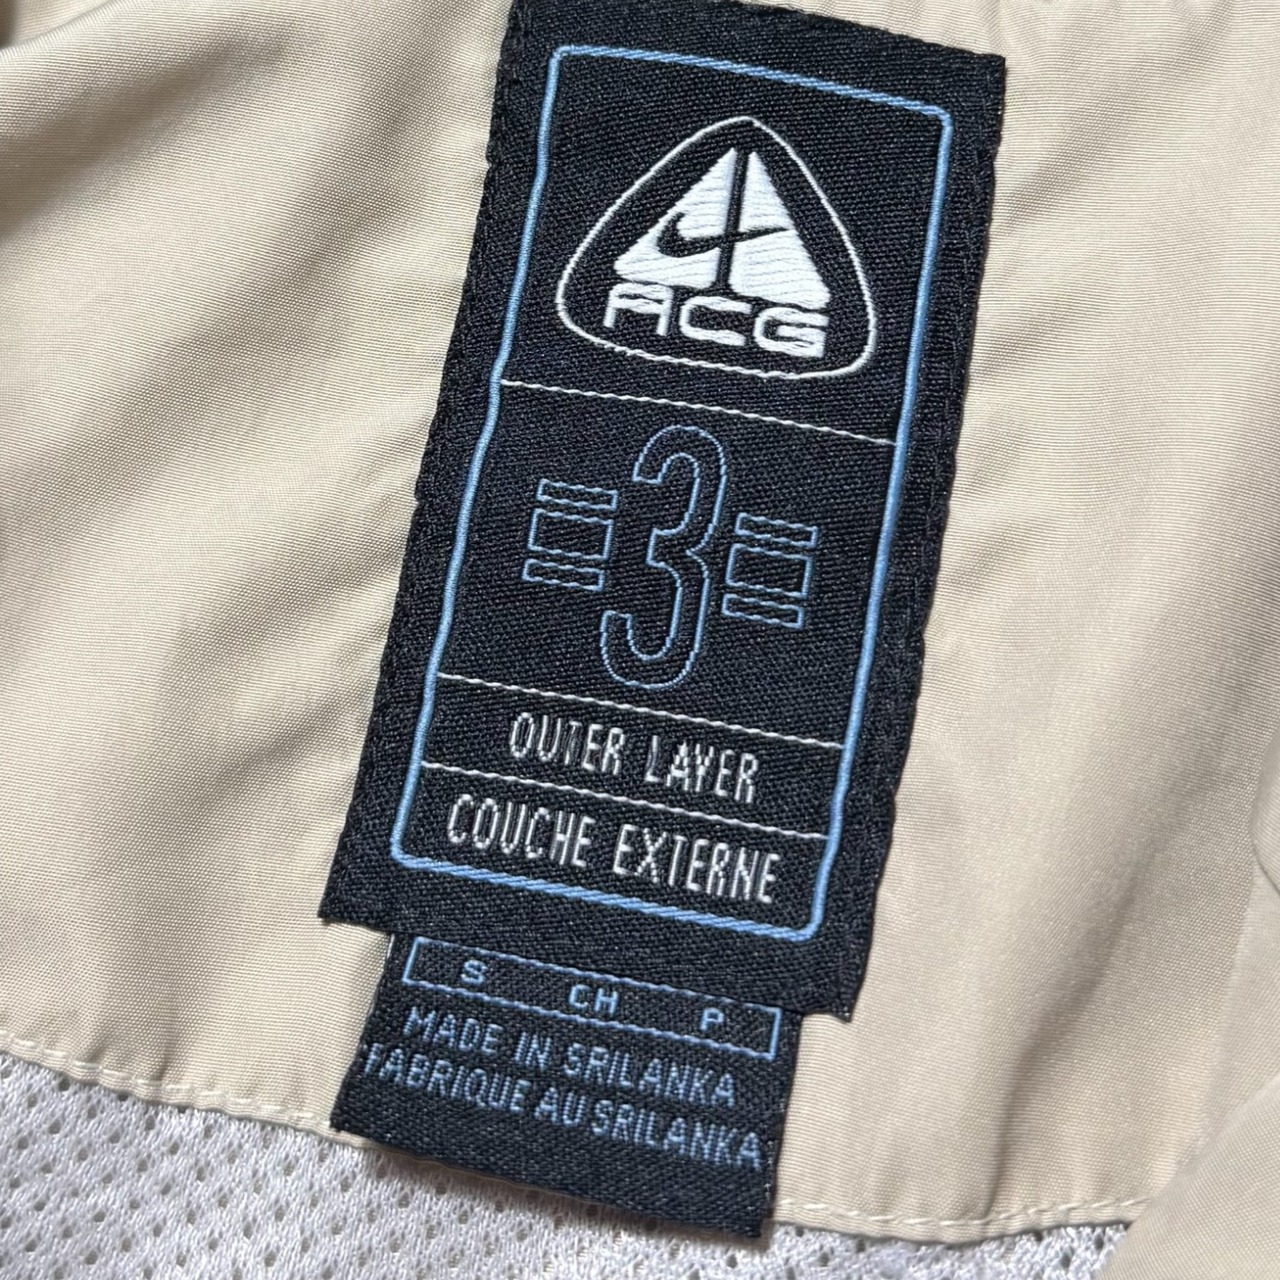 ACG
3
OUTER LAYER
COUCHE EXTERNE
S CH P
MADE IN SRILANKA
FABRIQUE AU SRILANKA